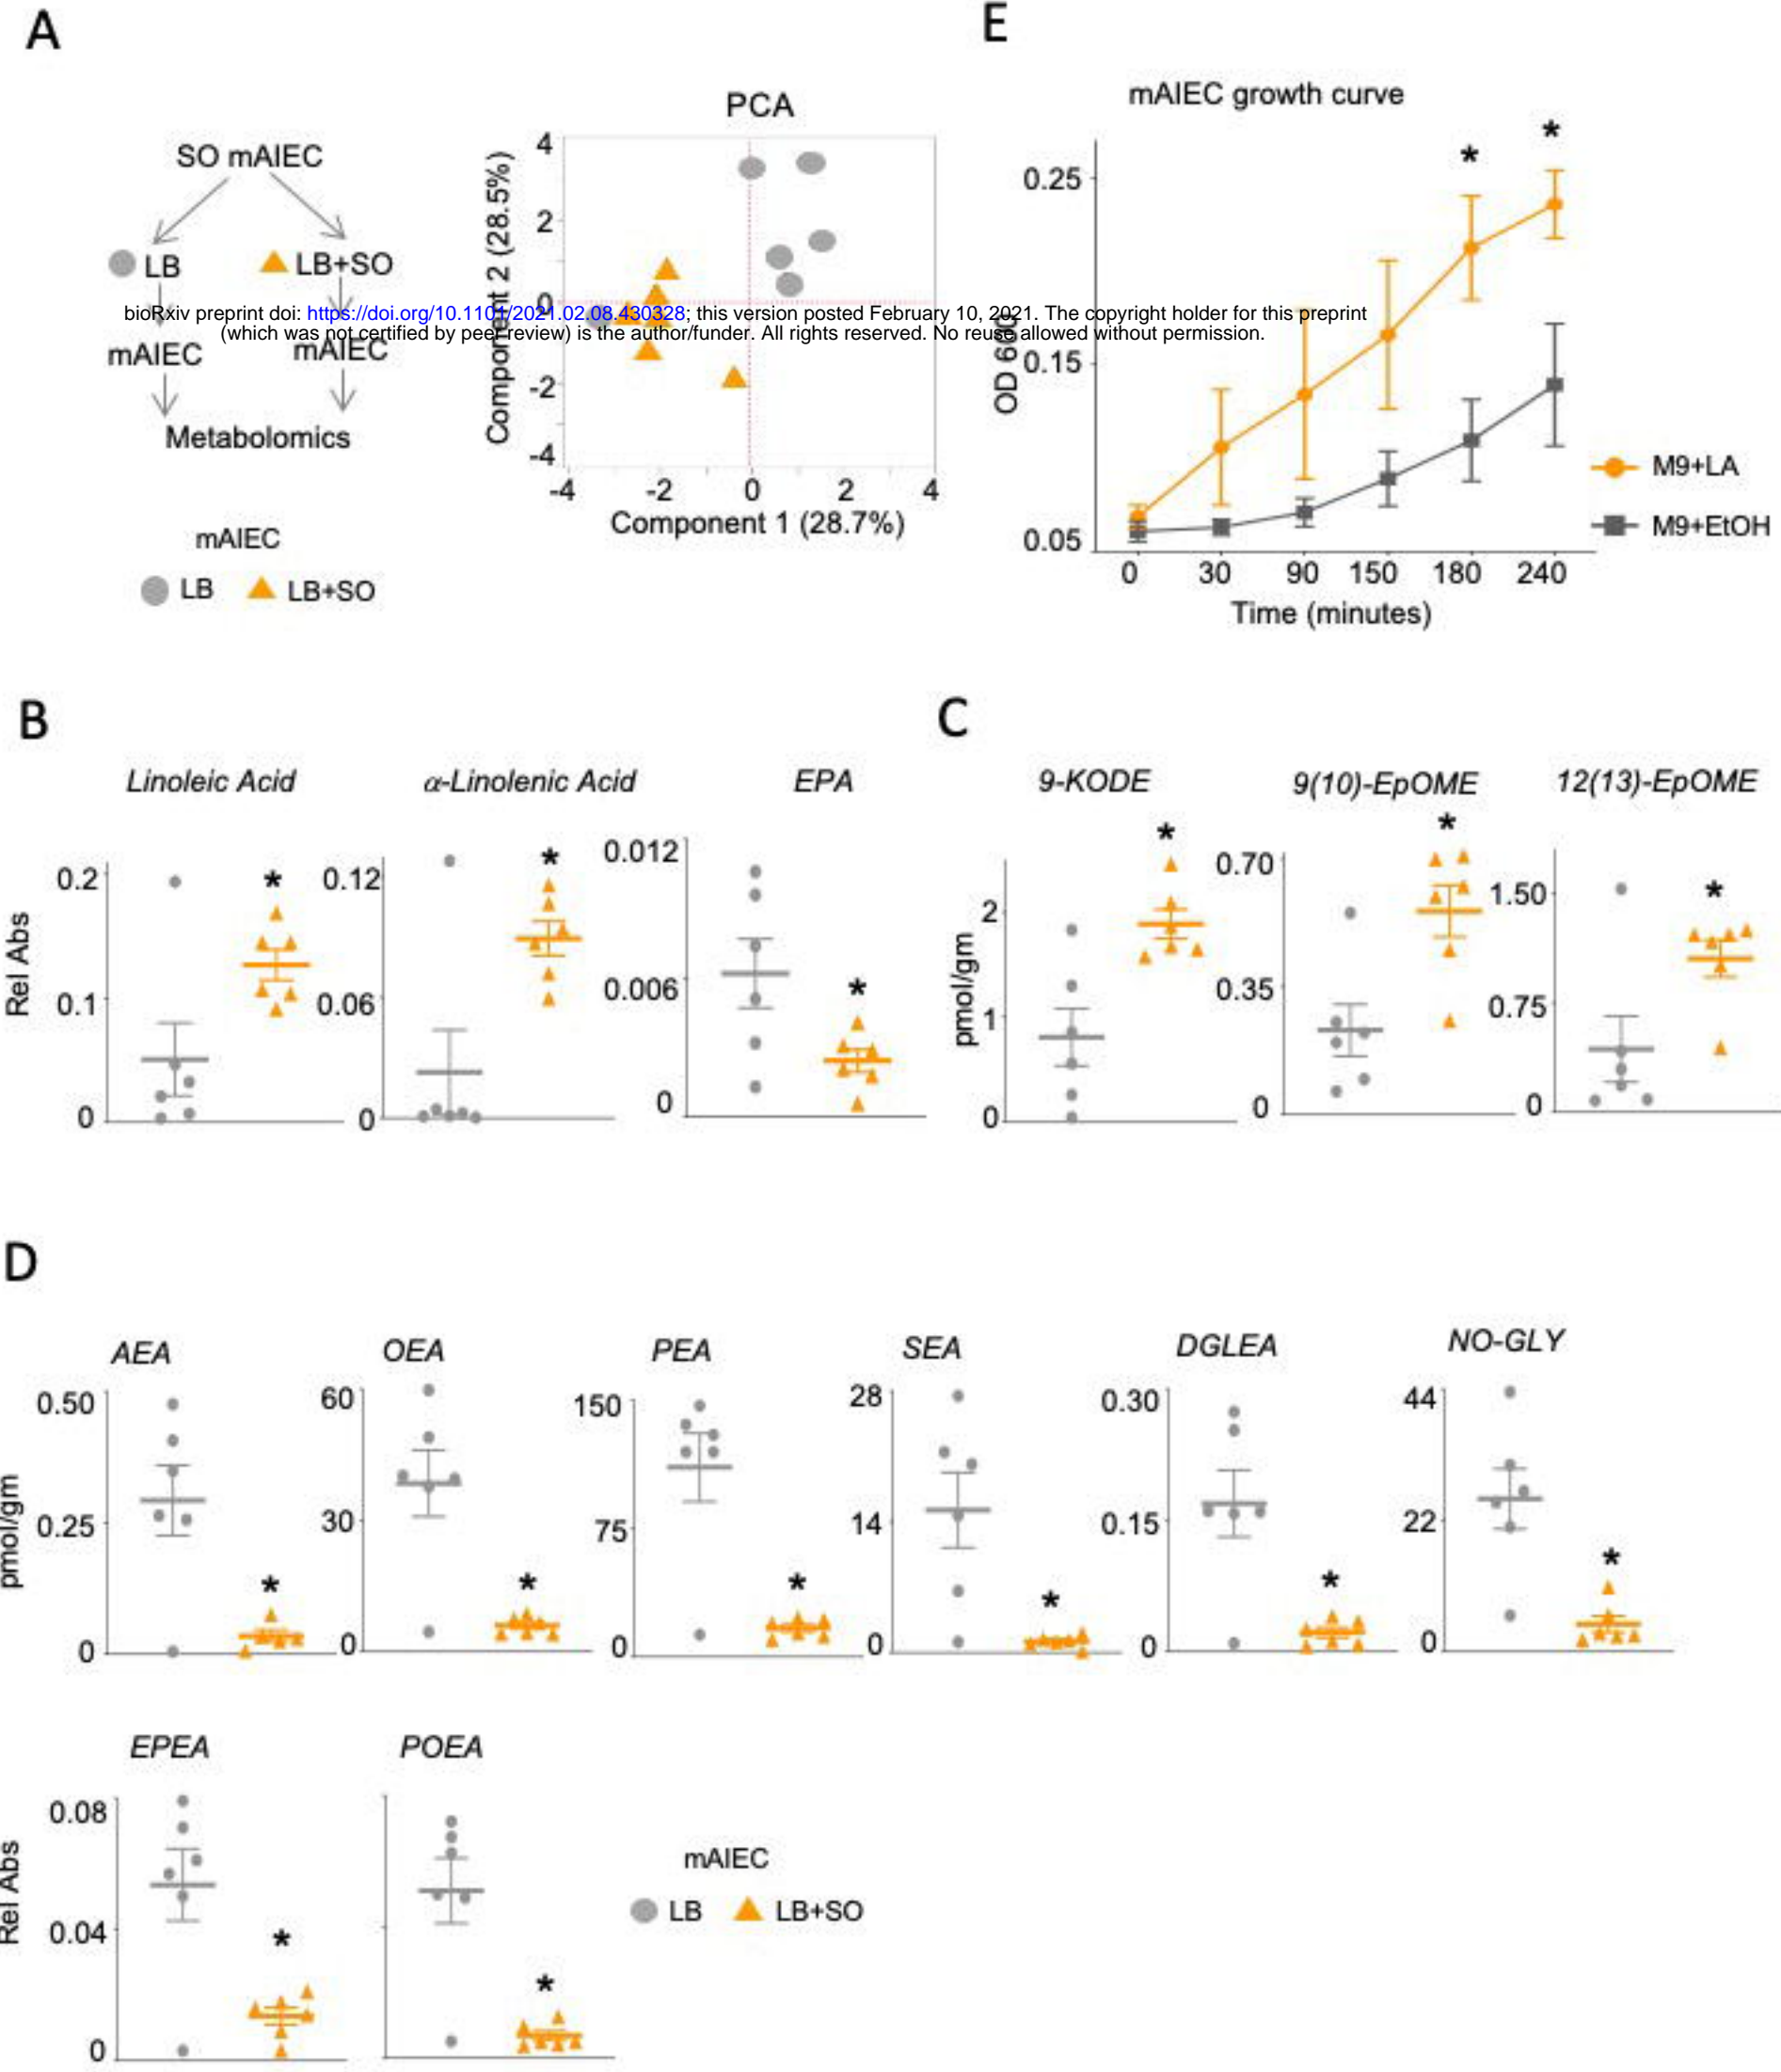 A
SO mAIEC
LB
LB+SO
mAIEC
mAIEC
Metabolomics
mAIEC
LB
LB+SO
PCA
Component 2 (28.5%)
4
2
0
-2
-4
-4
-2
0
2
4
Component 1 (28.7%)
E
mAIEC growth curve
*
*
OD 600
0.25
0.15
0.05
0
30
90
150
180
240
Time (minutes)
M9+LA
M9+EtOH
bioRxiv preprint doi: https://doi.org/10.1101/2021.02.08.430328; this version posted February 10, 2021. The copyright holder for this preprint
(which was not certified by peer review) is the author/funder. All rights reserved. No reuse allowed without permission.
B
Linoleic Acid
Rel Abs
0.2
0.1
0
*
α-Linolenic Acid
0.12
0.06
0
*
EPA
0.012
0.006
0
*
C
9-KODE
pmol/gm
2
1
0
*
9(10)-EpOME
0.70
0.35
0
*
12(13)-EpOME
1.50
0.75
0
*
D
AEA
pmol/gm
0.50
0.25
0
*
OEA
60
30
0
*
PEA
150
75
0
*
SEA
28
14
0
*
DGLEA
0.30
0.15
0
*
NO-GLY
44
22
0
*
EPEA
Rel Abs
0.08
0.04
0
*
POEA
*
mAIEC
LB
LB+SO